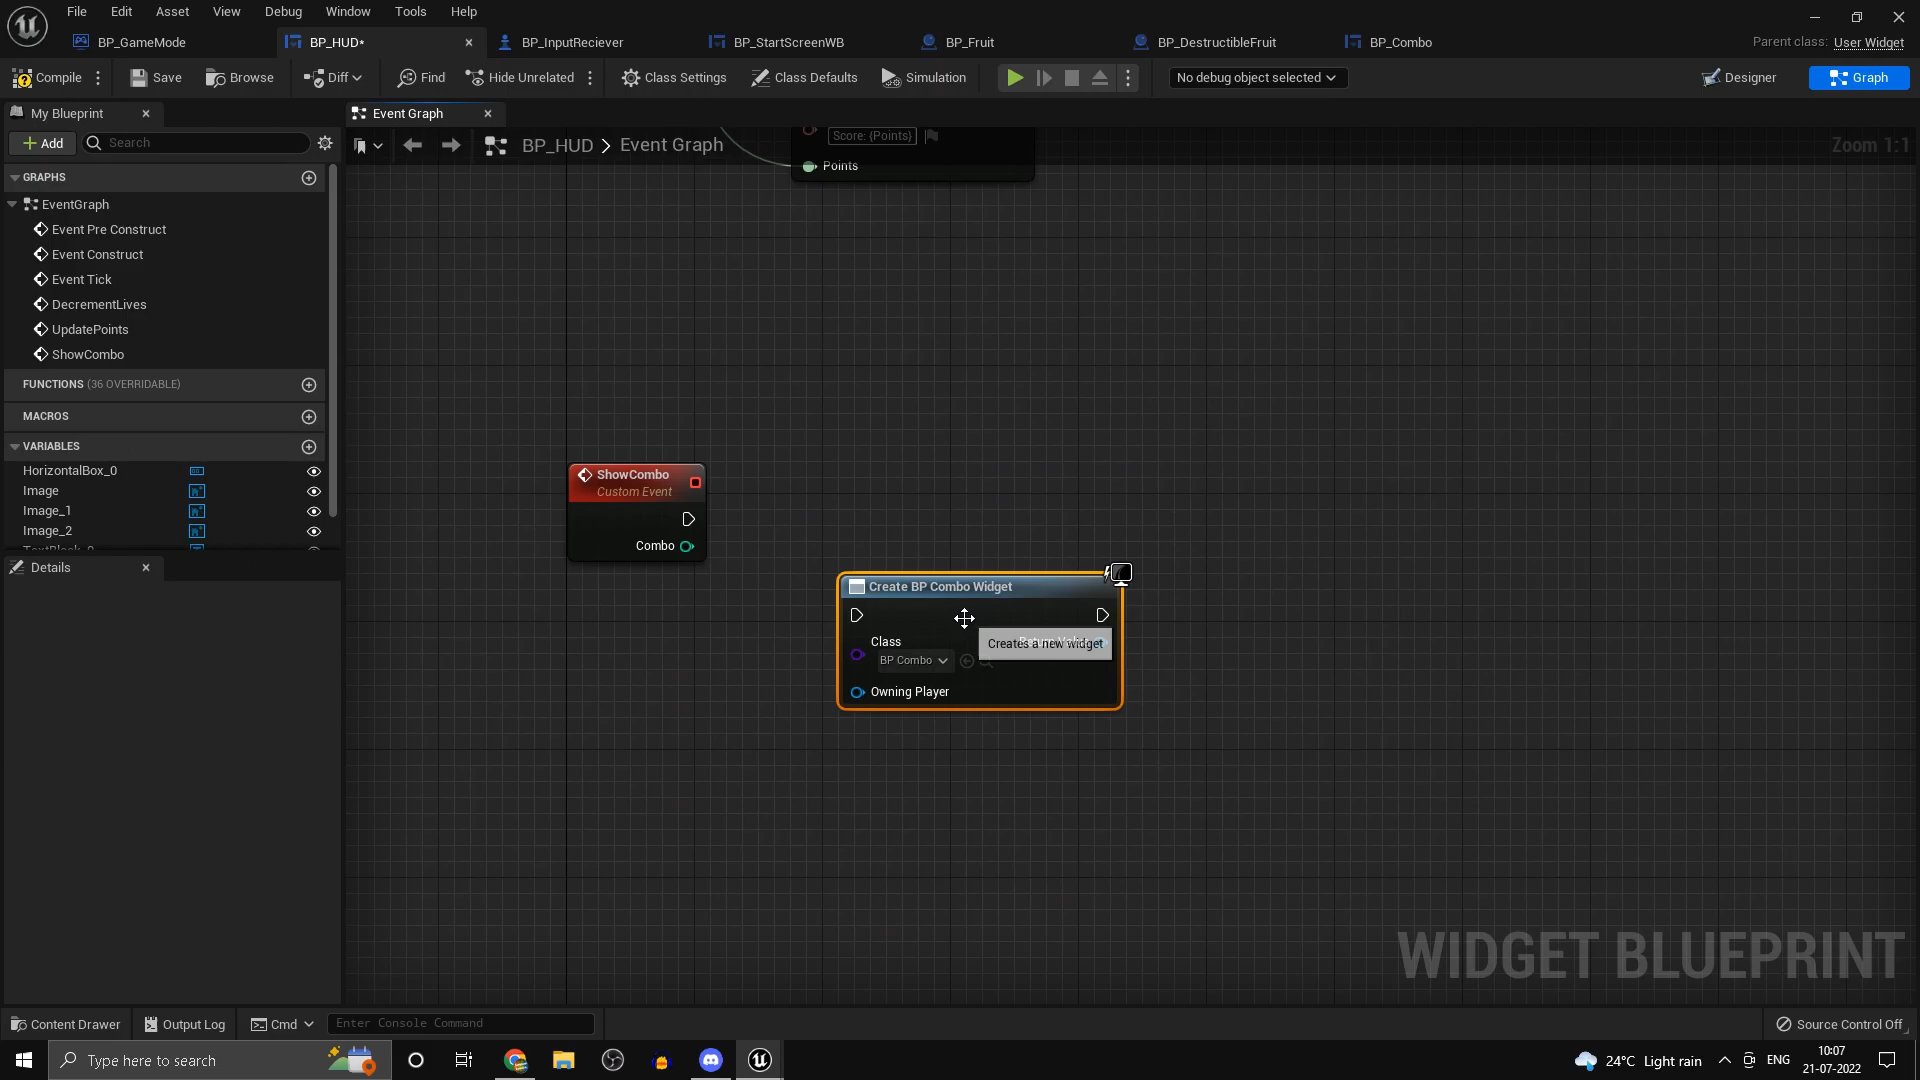 File Edit Asset View Debug Window Tools Help
BP_GameMode BP_HUD* BP_InputReciever BP_StartScreenWB BP_Fruit BP_DestructibleFruit BP_Combo Parent class: User Widget
Compile Save Browse Diff Find Hide Unrelated Class Settings Class Defaults Simulation No debug object selected Designer Graph
My Blueprint Event Graph
Add Search BP_HUD > Event Graph Zoom 1:1
Score: {Points}
Points
GRAPHS
EventGraph
Event Pre Construct
Event Construct
Event Tick
DecrementLives
UpdatePoints
ShowCombo
FUNCTIONS (36 OVERRIDABLE)
MACROS
VARIABLES
HorizontalBox_0
Image
Image_1
Image_2
TextBlock_0
Details
ShowCombo
Custom Event
Combo
Create BP Combo Widget
Class
BP Combo
Return Value
Creates a new widget
Owning Player
WIDGET BLUEPRINT
Content Drawer Output Log Cmd Enter Console Command Source Control Off
Type here to search 24°C Light rain ENG 10:07
21-07-2022